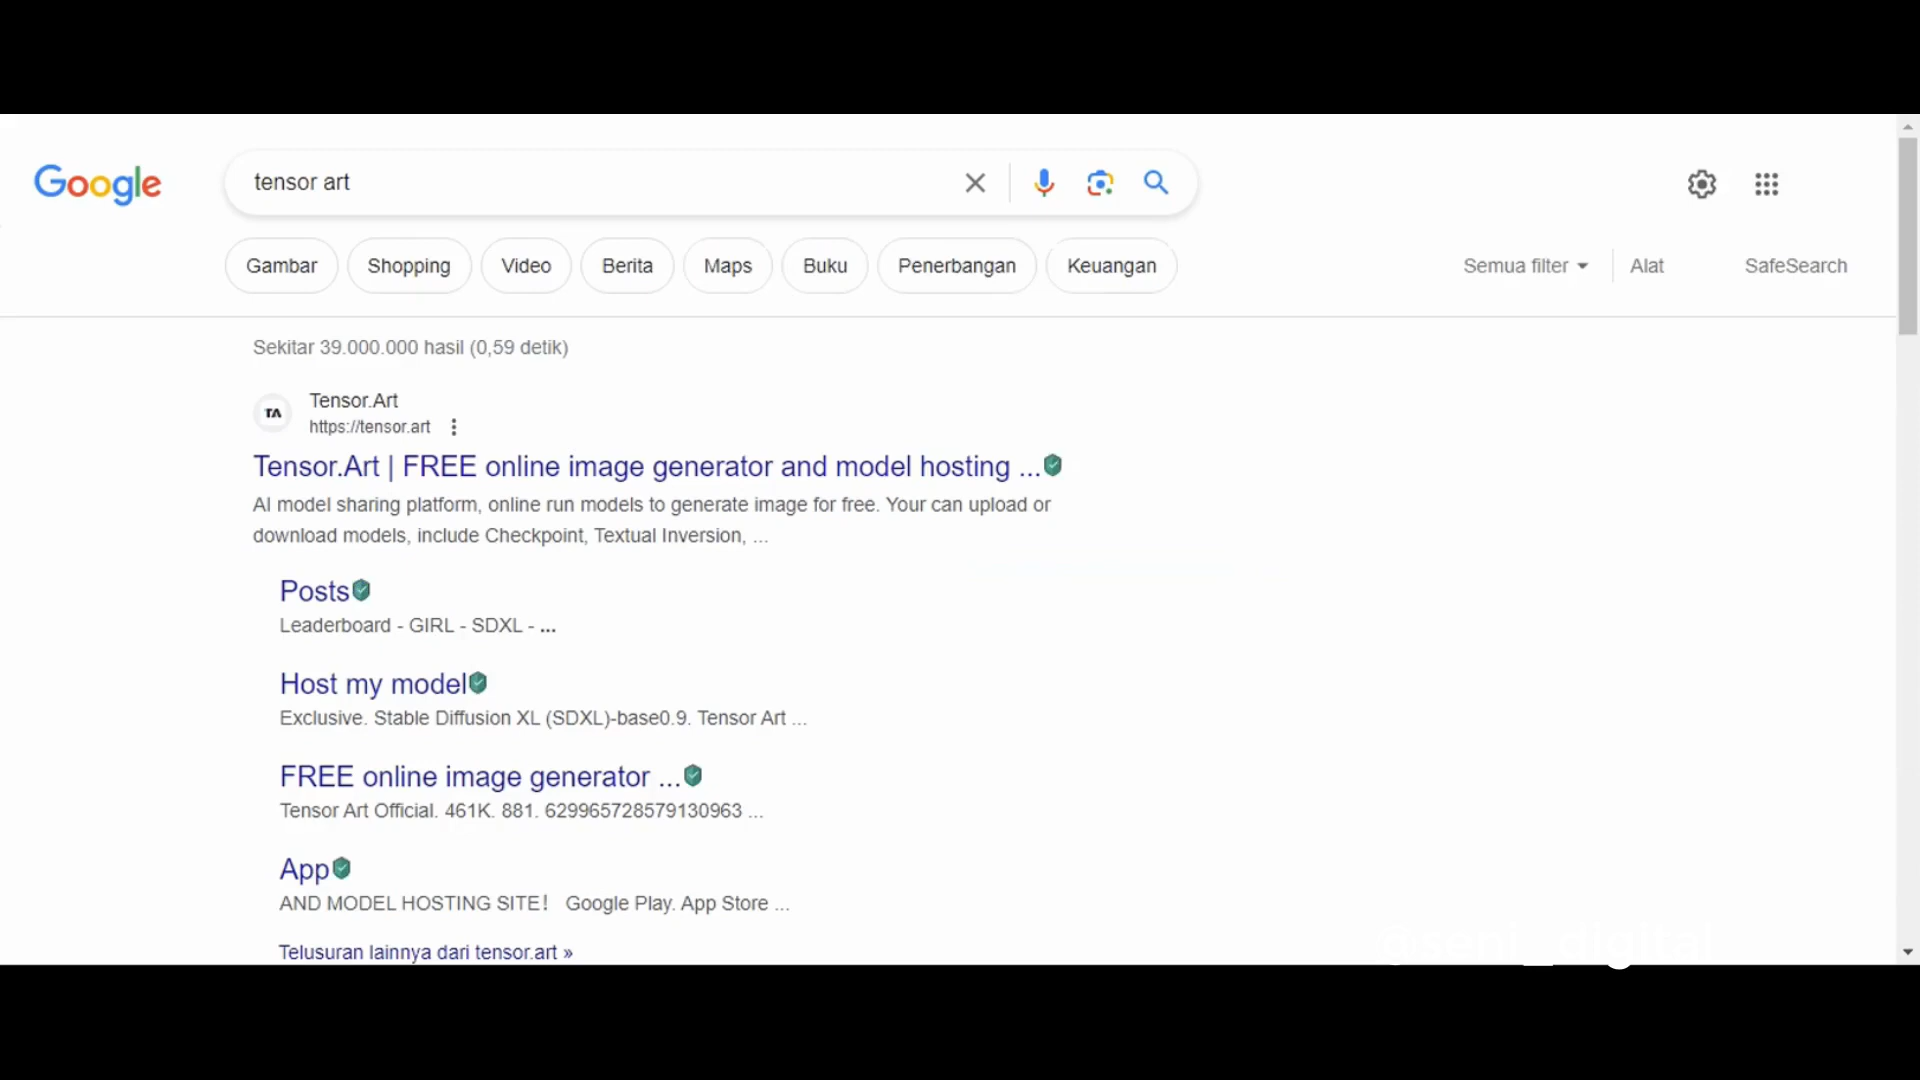 Google
tensor art
Gambar Shopping Video Berita Maps Buku Penerbangan Keuangan Semua filter Alat SafeSearch
Sekitar 39.000.000 hasil (0,59 detik)
TA
Tensor.Art
https://tensor.art
Tensor.Art | FREE online image generator and model hosting ...
AI model sharing platform, online run models to generate image for free. Your can upload or
download models, include Checkpoint, Textual Inversion, ...
Posts
Leaderboard - GIRL - SDXL - ...
Host my model
Exclusive. Stable Diffusion XL (SDXL)-base0.9. Tensor Art ...
FREE online image generator ...
Tensor Art Official. 461K. 881. 629965728579130963 ...
App
AND MODEL HOSTING SITE！ Google Play. App Store ...
Telusuran lainnya dari tensor.art »
@seni_digital